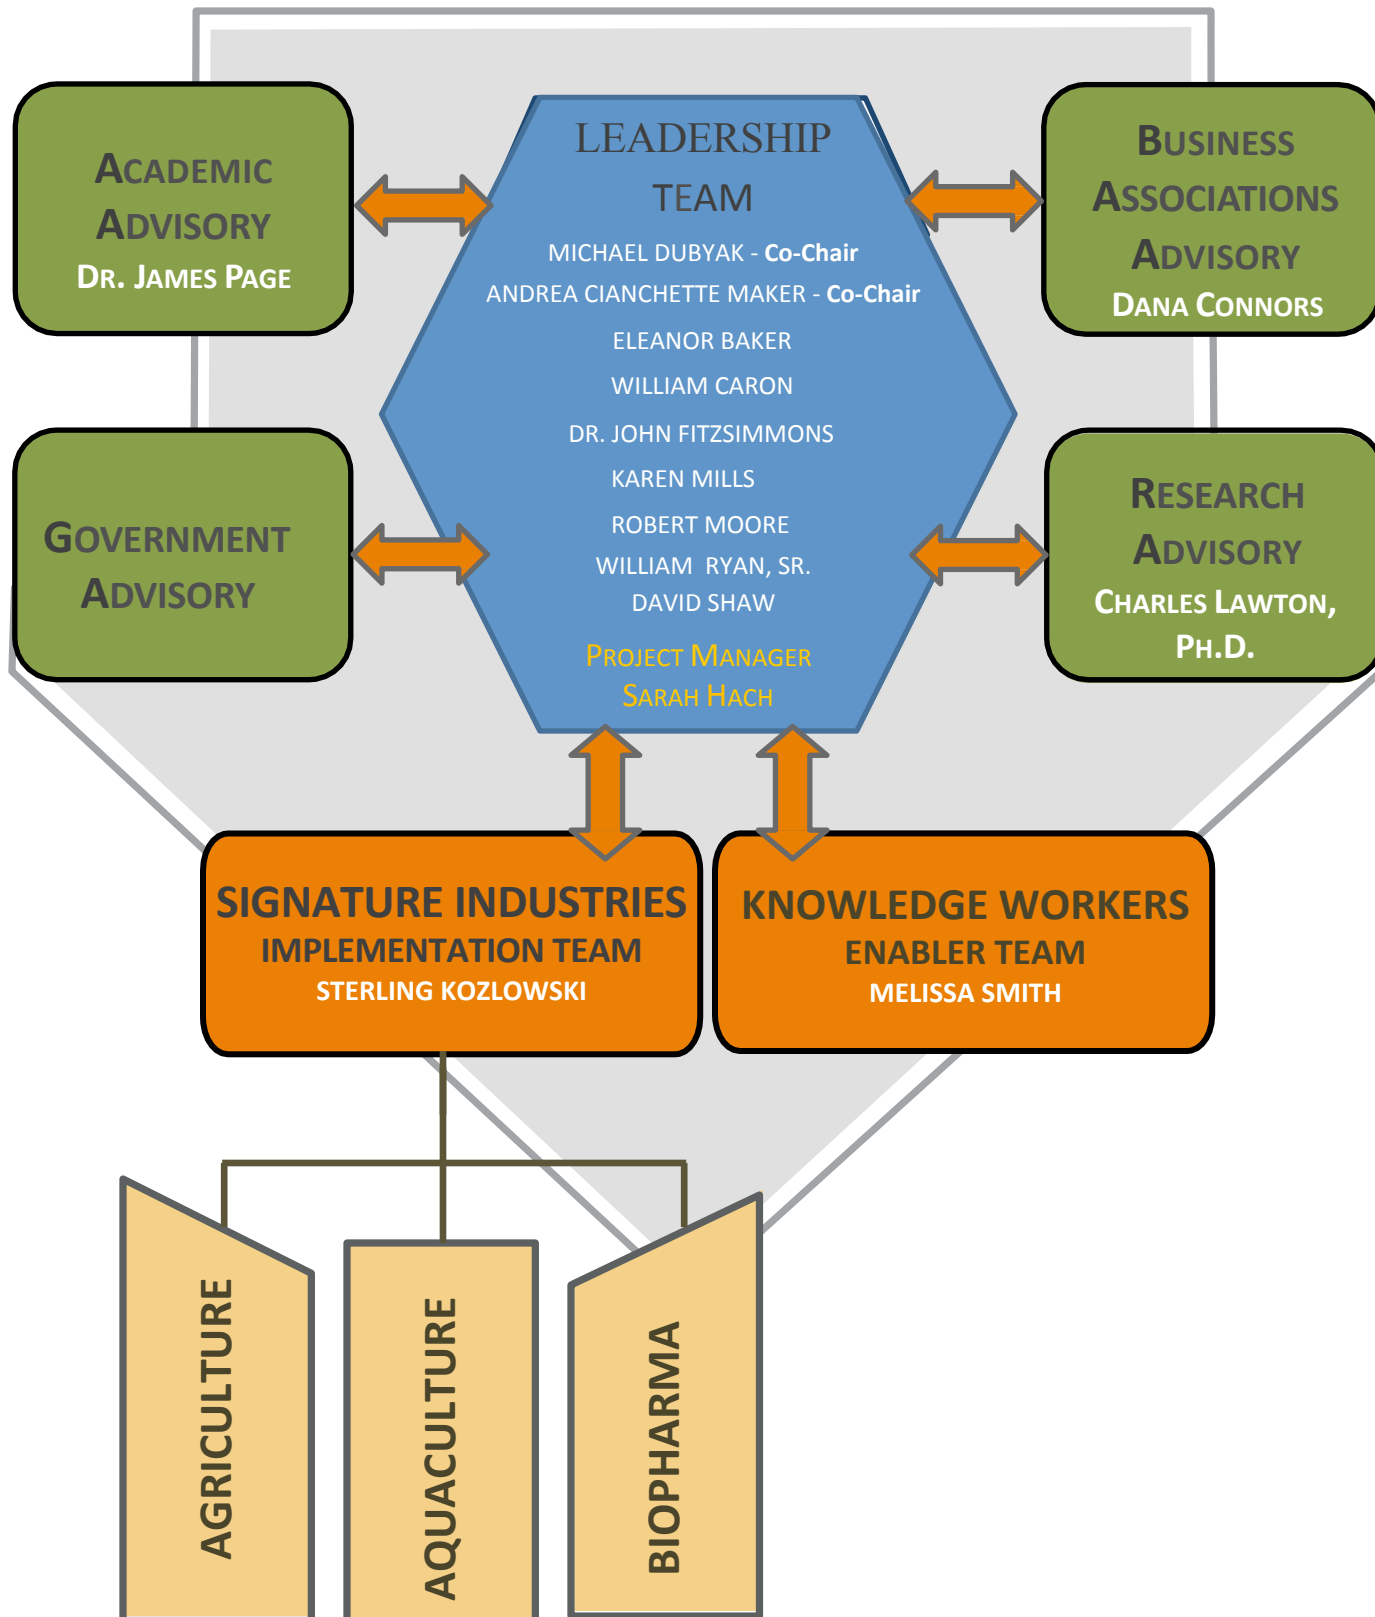 ACADEMIC
ADVISORY
DR. JAMES PAGE
LEADERSHIP
TEAM
MICHAEL DUBYAK - Co-Chair
ANDREA CIANCHETTE MAKER - Co-Chair
ELEANOR BAKER
WILLIAM CARON
DR. JOHN FITZSIMMONS
KAREN MILLS
ROBERT MOORE
WILLIAM RYAN, SR.
DAVID SHAW
PROJECT MANAGER
SARAH HACH
BUSINESS
ASSOCIATIONS
ADVISORY
DANA CONNORS
GOVERNMENT
ADVISORY
RESEARCH
ADVISORY
CHARLES LAWTON,
PH.D.
SIGNATURE INDUSTRIES
IMPLEMENTATION TEAM
STERLING KOZLOWSKI
KNOWLEDGE WORKERS
ENABLER TEAM
MELISSA SMITH
AGRICULTURE
AQUACULTURE
BIOPHARMA